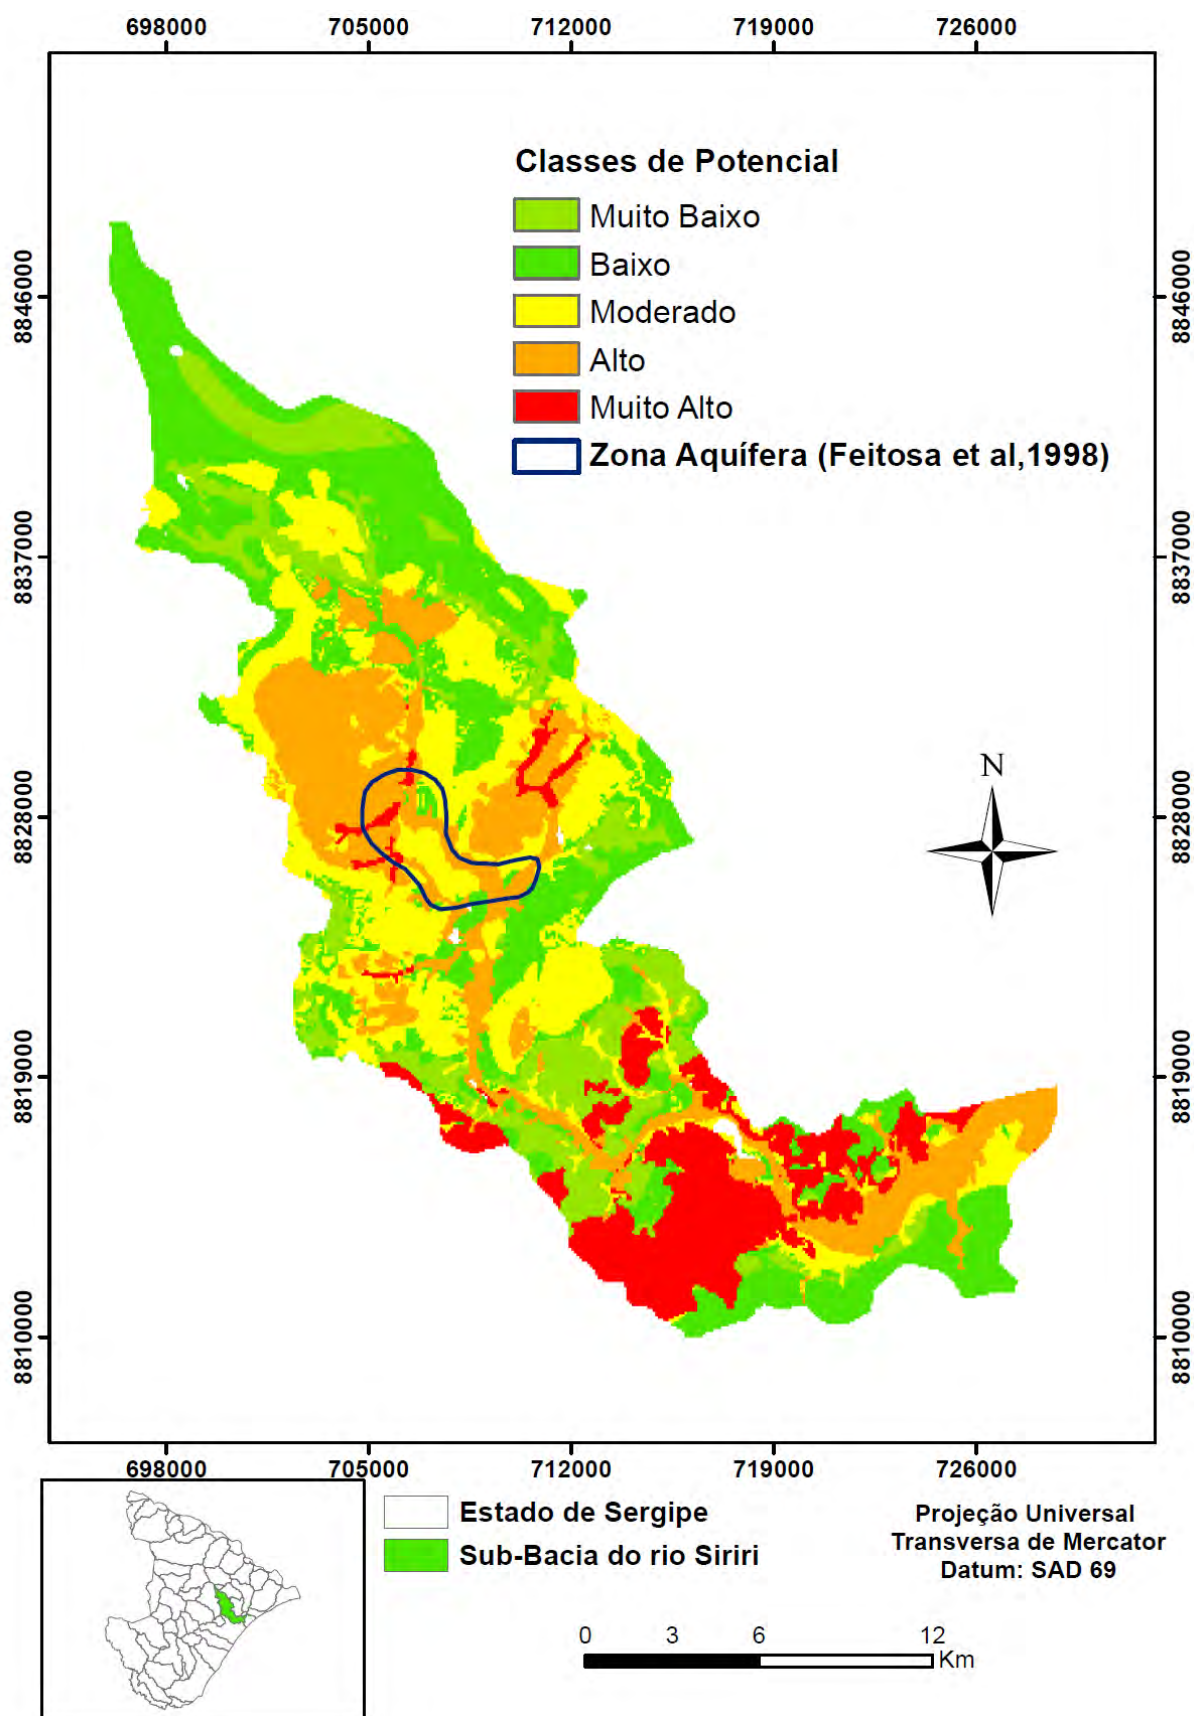 698000 705000 712000 719000 726000
Classes de Potencial
Muito Baixo
Baixo
Moderado
Alto
Muito Alto
Zona Aquífera (Feitosa et al,1998)
8846000 8846000
8837000 8837000
N
8828000 8828000
8819000 8819000
8810000 8810000
698000 705000 712000 719000 726000
Estado de Sergipe
Sub-Bacia do rio Siriri
Projeção Universal
Transversa de Mercator
Datum: SAD 69
0 3 6 12
Km